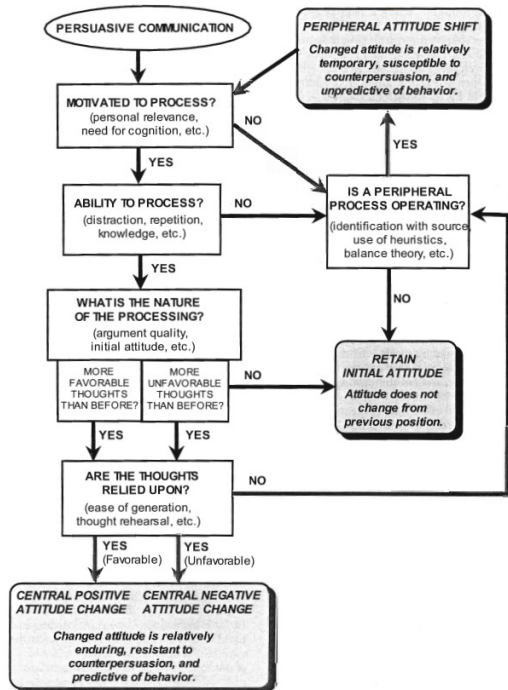 PERSUASIVE COMMUNICATION
PERIPHERAL ATTITUDE SHIFT
Changed attitude is relatively
temporary, susceptible to
counterpersuasion, and
unpredictive of behavior.
MOTIVATED TO PROCESS?
(personal relevance,
need for cognition, etc.)
NO
YES
YES
ABILITY TO PROCESS?
(distraction, repetition,
knowledge, etc.)
NO
IS A PERIPHERAL
PROCESS OPERATING?
(identification with source,
use of heuristics,
balance theory, etc.)
YES
NO
WHAT IS THE NATURE
OF THE PROCESSING?
(argument quality,
initial attitude, etc.)
MORE
FAVORABLE
THOUGHTS
THAN BEFORE?
MORE
UNFAVORABLE
THOUGHTS
THAN BEFORE?
NO
RETAIN
INITIAL ATTITUDE
Attitude does not
change from
previous position.
YES
YES
ARE THE THOUGHTS
RELIED UPON?
(ease of generation,
thought rehearsal, etc.)
NO
YES
(Favorable)
YES
(Unfavorable)
CENTRAL POSITIVE
ATTITUDE CHANGE
CENTRAL NEGATIVE
ATTITUDE CHANGE
Changed attitude is relatively
enduring, resistant to
counterpersuasion, and
predictive of behavior.